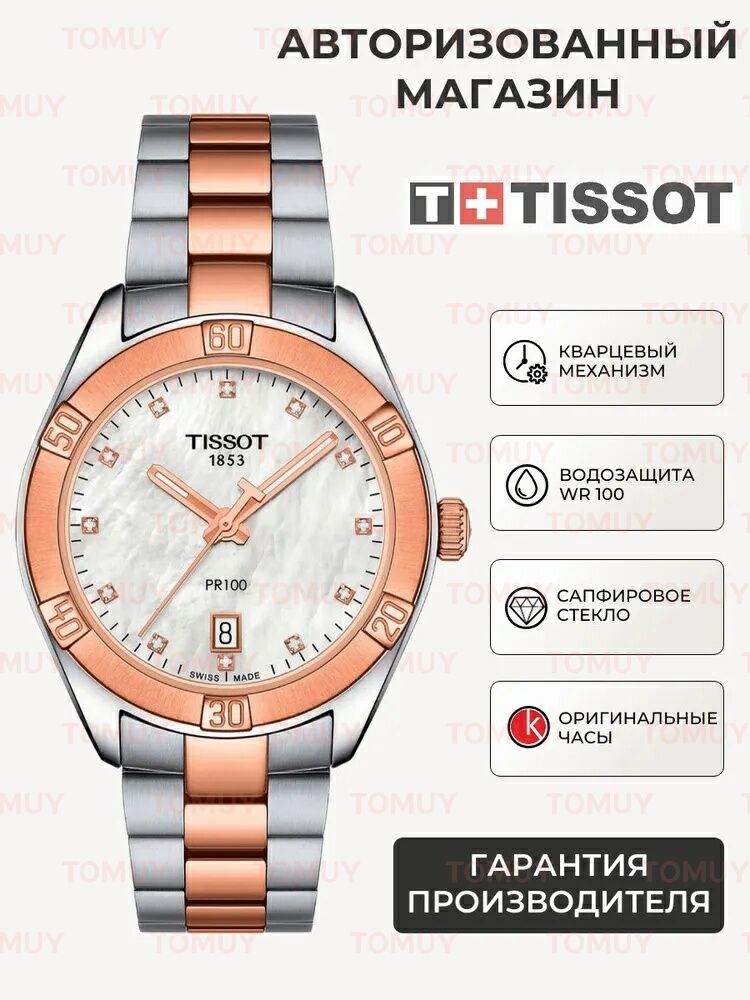 АВТОРИЗОВАННЫЙ
МАГАЗИН
T+ TISSOT
КВАРЦЕВЫЙ
МЕХАНИЗМ
ВОДОЗАЩИТА
WR 100
САПФИРОВОЕ
СТЕКЛО
ОРИГИНАЛЬНЫЕ
ЧАСЫ
ГАРАНТИЯ
ПРОИЗВОДИТЕЛЯ
60
50
10
TISSOT
1853
PR100
40
20
8
SWISS MADE
30
TOMUY